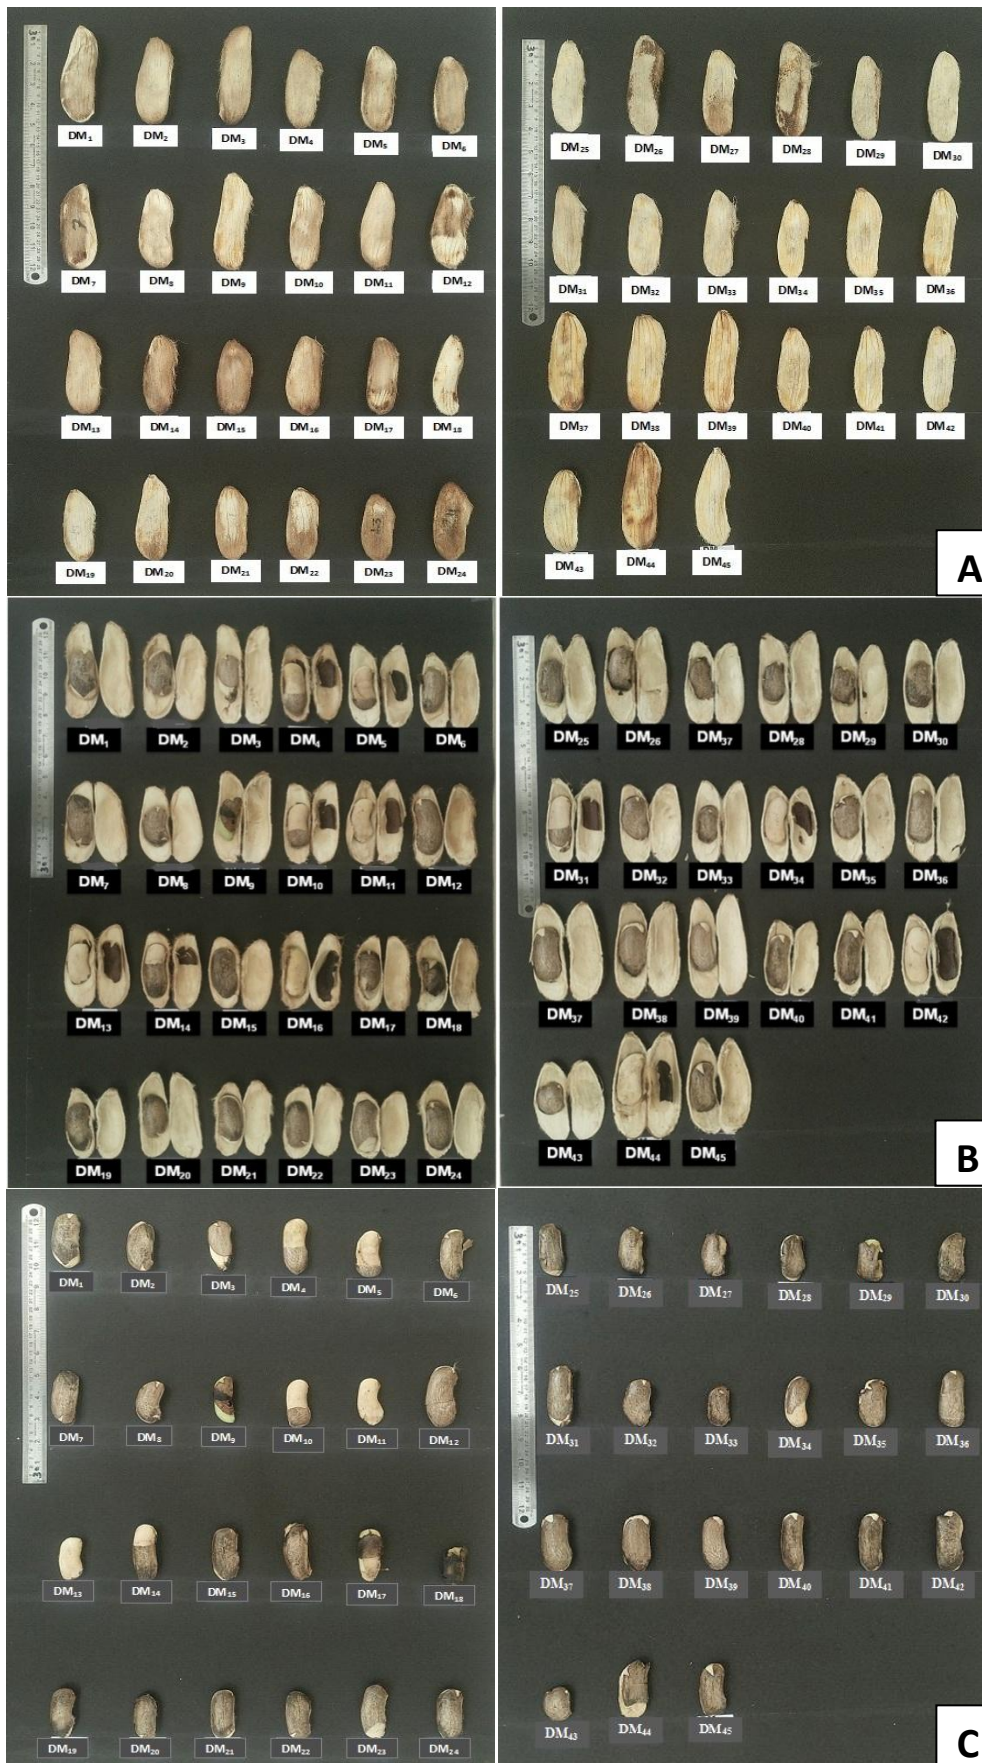 DM₁ DM₂ DM₃ DM₄ DM₅ DM₆
DM₇ DM₈ DM₉ DM₁₀ DM₁₁ DM₁₂
DM₁₃ DM₁₄ DM₁₅ DM₁₆ DM₁₇ DM₁₈
DM₁₉ DM₂₀ DM₂₁ DM₂₂ DM₂₃ DM₂₄
DM₂₅ DM₂₆ DM₂₇ DM₂₈ DM₂₉ DM₃₀
DM₃₁ DM₃₂ DM₃₃ DM₃₄ DM₃₅ DM₃₆
DM₃₇ DM₃₈ DM₃₉ DM₄₀ DM₄₁ DM₄₂
DM₄₃ DM₄₄ DM₄₅
A
DM₁ DM₂ DM₃ DM₄ DM₅ DM₆
DM₇ DM₈ DM₉ DM₁₀ DM₁₁ DM₁₂
DM₁₃ DM₁₄ DM₁₅ DM₁₆ DM₁₇ DM₁₈
DM₁₉ DM₂₀ DM₂₁ DM₂₂ DM₂₃ DM₂₄
DM₂₅ DM₂₆ DM₃₇ DM₂₈ DM₂₉ DM₃₀
DM₃₁ DM₃₂ DM₃₃ DM₃₄ DM₃₅ DM₃₆
DM₃₇ DM₃₈ DM₃₉ DM₄₀ DM₄₁ DM₄₂
DM₄₃ DM₄₄ DM₄₅
B
DM₁ DM₂ DM₃ DM₄ DM₅ DM₆
DM₇ DM₈ DM₉ DM₁₀ DM₁₁ DM₁₂
DM₁₃ DM₁₄ DM₁₅ DM₁₆ DM₁₇ DM₁₈
DM₁₉ DM₂₀ DM₂₁ DM₂₂ DM₂₃ DM₂₄
DM₂₅ DM₂₆ DM₂₇ DM₂₈ DM₂₉ DM₃₀
DM₃₁ DM₃₂ DM₃₃ DM₃₄ DM₃₅ DM₃₆
DM₃₇ DM₃₈ DM₃₉ DM₄₀ DM₄₁ DM₄₂
DM₄₃ DM₄₄ DM₄₅
C